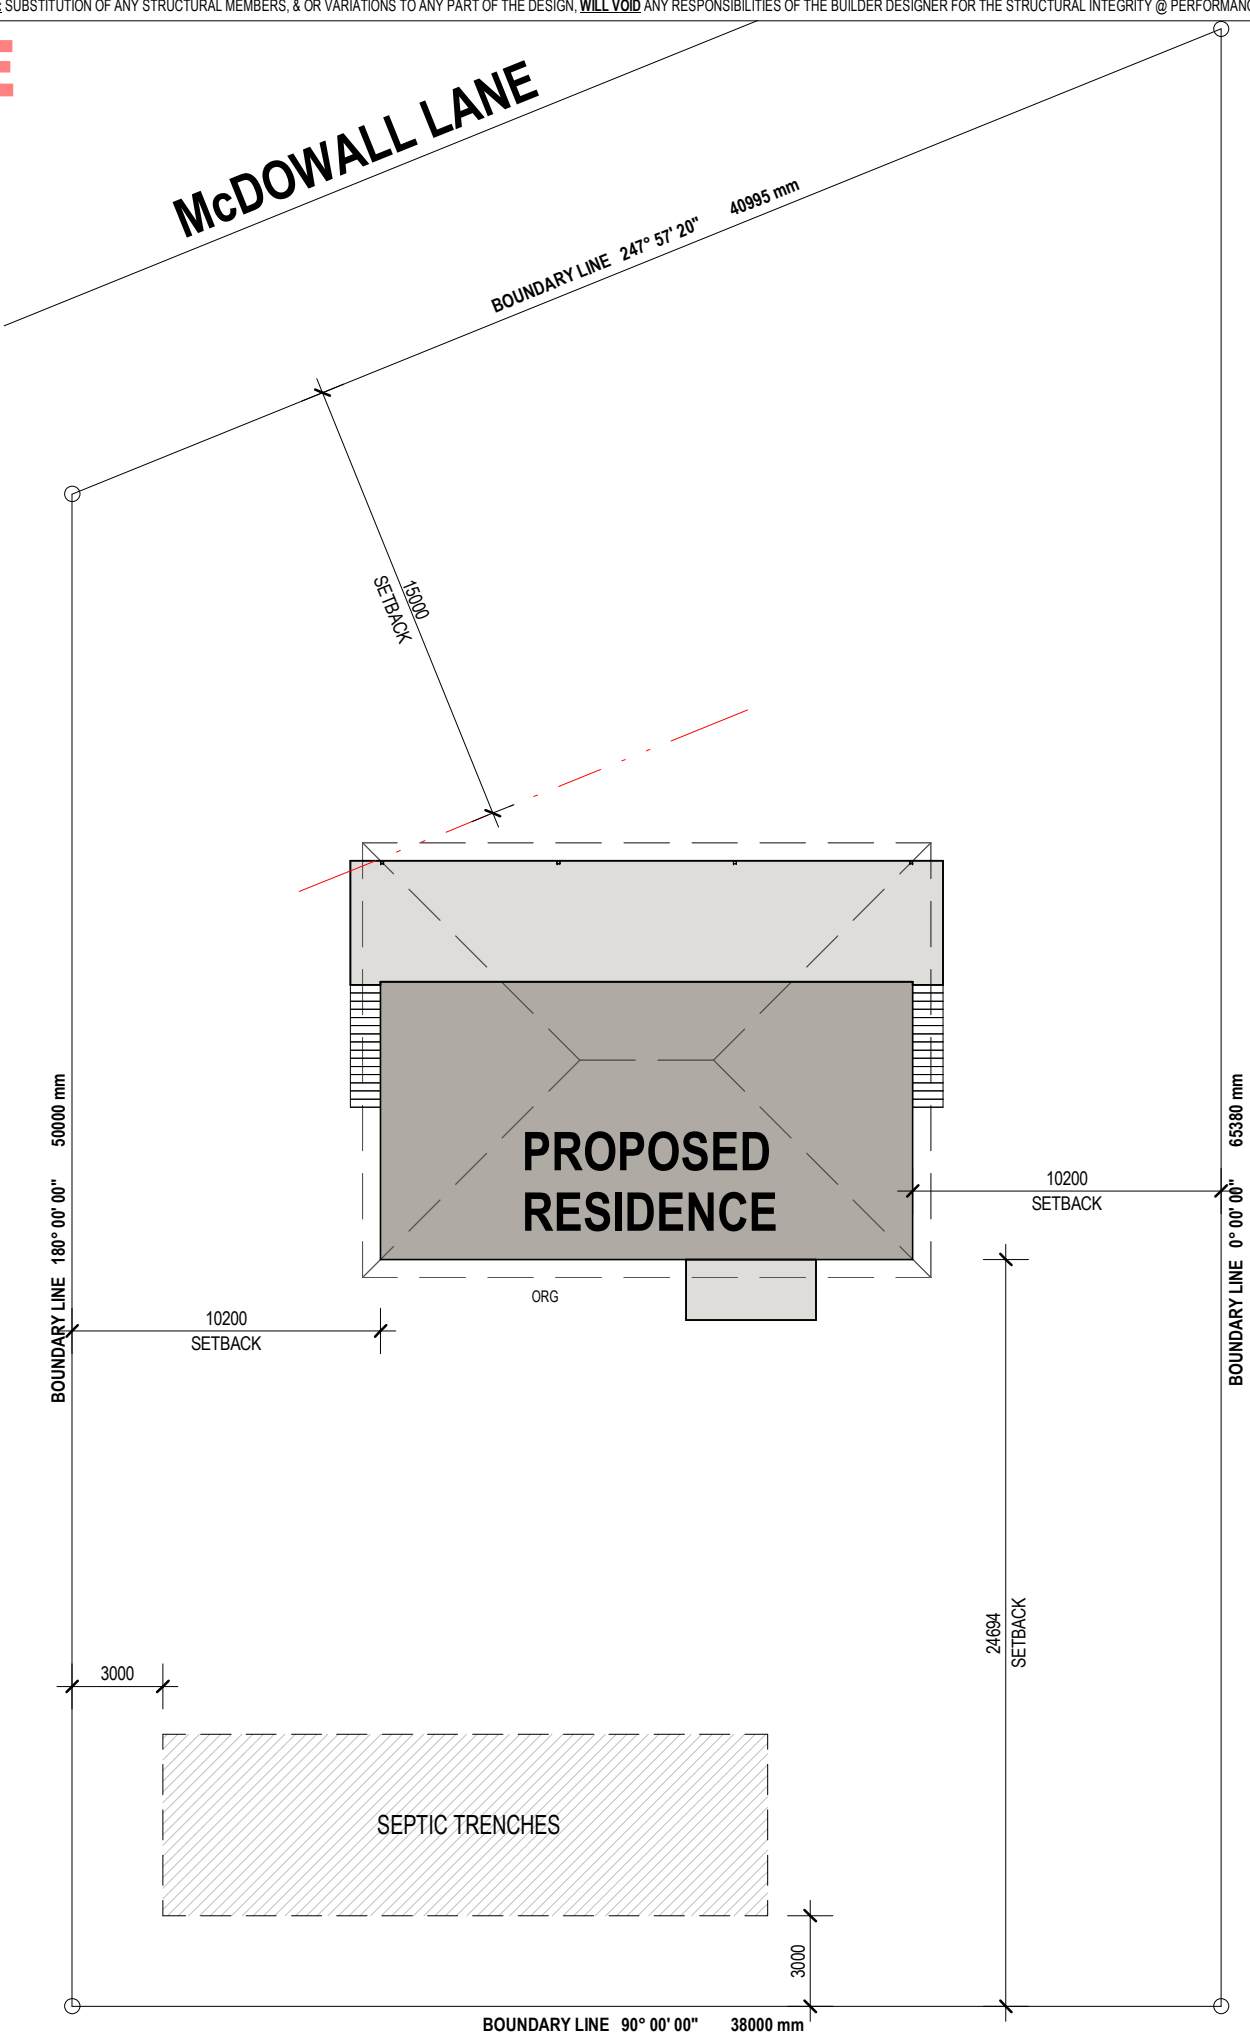 SUBSTITUTION OF ANY STRUCTURAL MEMBERS, & OR VARIATIONS TO ANY PART OF THE DESIGN, WILL VOID ANY RESPONSIBILITIES OF THE BUILDER DESIGNER FOR THE STRUCTURAL INTEGRITY @
E
McDOWALL LANE
BOUNDARY LINE 247° 57' 20" 40995 mm
15000
SETBACK
PROPOSED
RESIDENCE
ORG
10200
SETBACK
10200
SETBACK
BOUNDARY LINE 180° 00' 00" 50000 mm
BOUNDARY LINE 0° 00' 00" 65380 mm
24694
SETBACK
3000
SEPTIC TRENCHES
3000
BOUNDARY LINE 90° 00' 00" 38000 mm